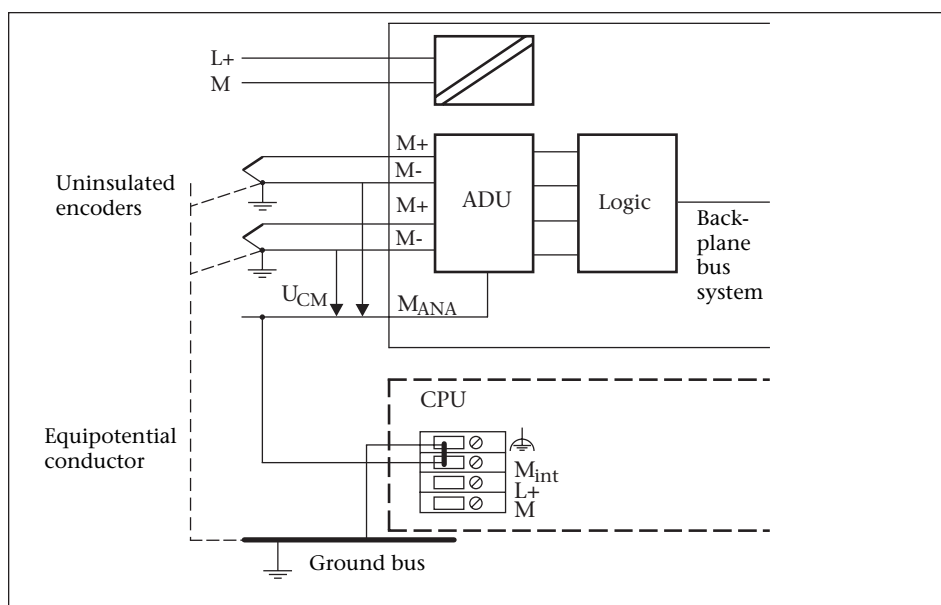 L+
M
M+
M-
M+
M-
Uninsulated
encoders
ADU
Logic
Back-
plane
bus
system
UCM
MANA
CPU
Equipotential
conductor
Mint
L+
M
Ground bus